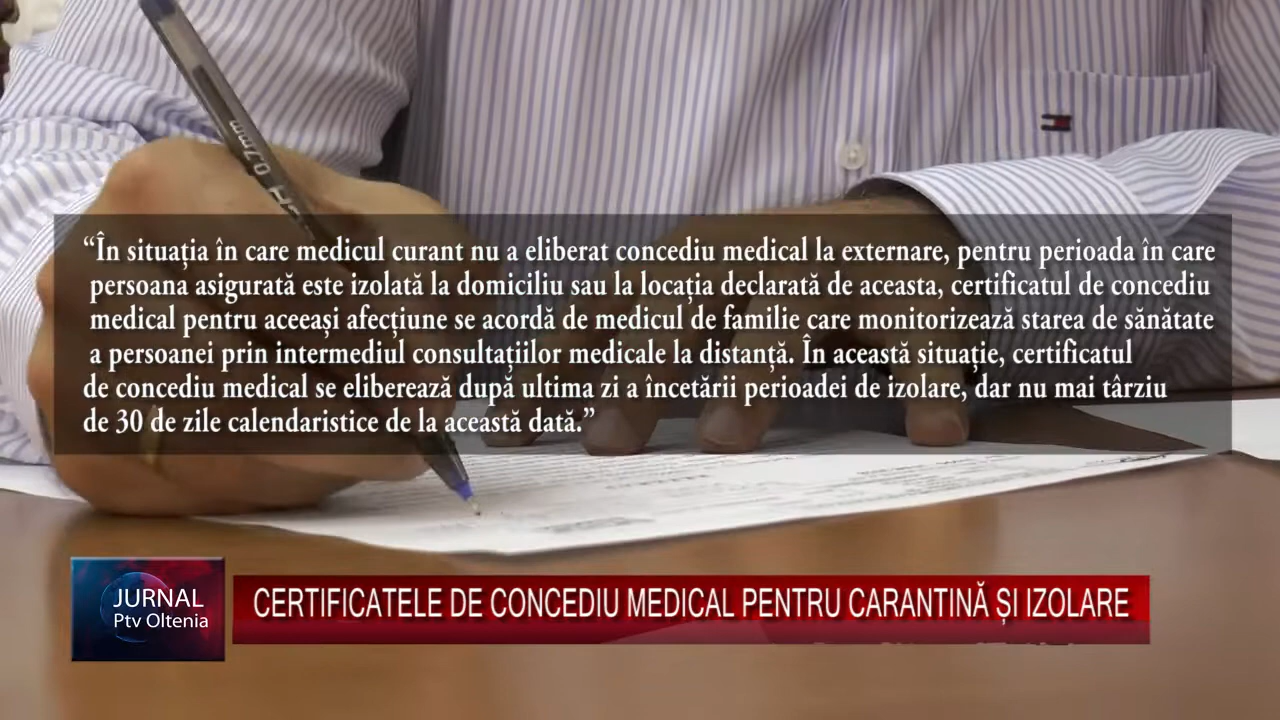 0.7mm
“În situația în care medicul curant nu a eliberat concediu medical la externare, pentru perioada în care
persoana asigurată este izolată la domiciliu sau la locația declarată de aceasta, certificatul de concediu
medical pentru aceeași afecțiune se acordă de medicul de familie care monitorizează starea de sănătate
a persoanei prin intermediul consultațiilor medicale la distanță. În această situație, certificatul
de concediu medical se eliberează după ultima zi a încetării perioadei de izolare, dar nu mai târziu
de 30 de zile calendaristice de la această dată.”
JURNAL
Ptv Oltenia
CERTIFICATELE DE CONCEDIU MEDICAL PENTRU CARANTINĂ ȘI IZOLARE